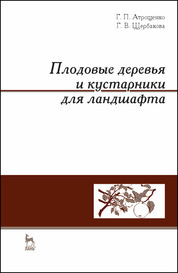 Г. П. Атрощенко
Г. В. Щербакова
Плодовые деревья
и кустарники
для ландшафта